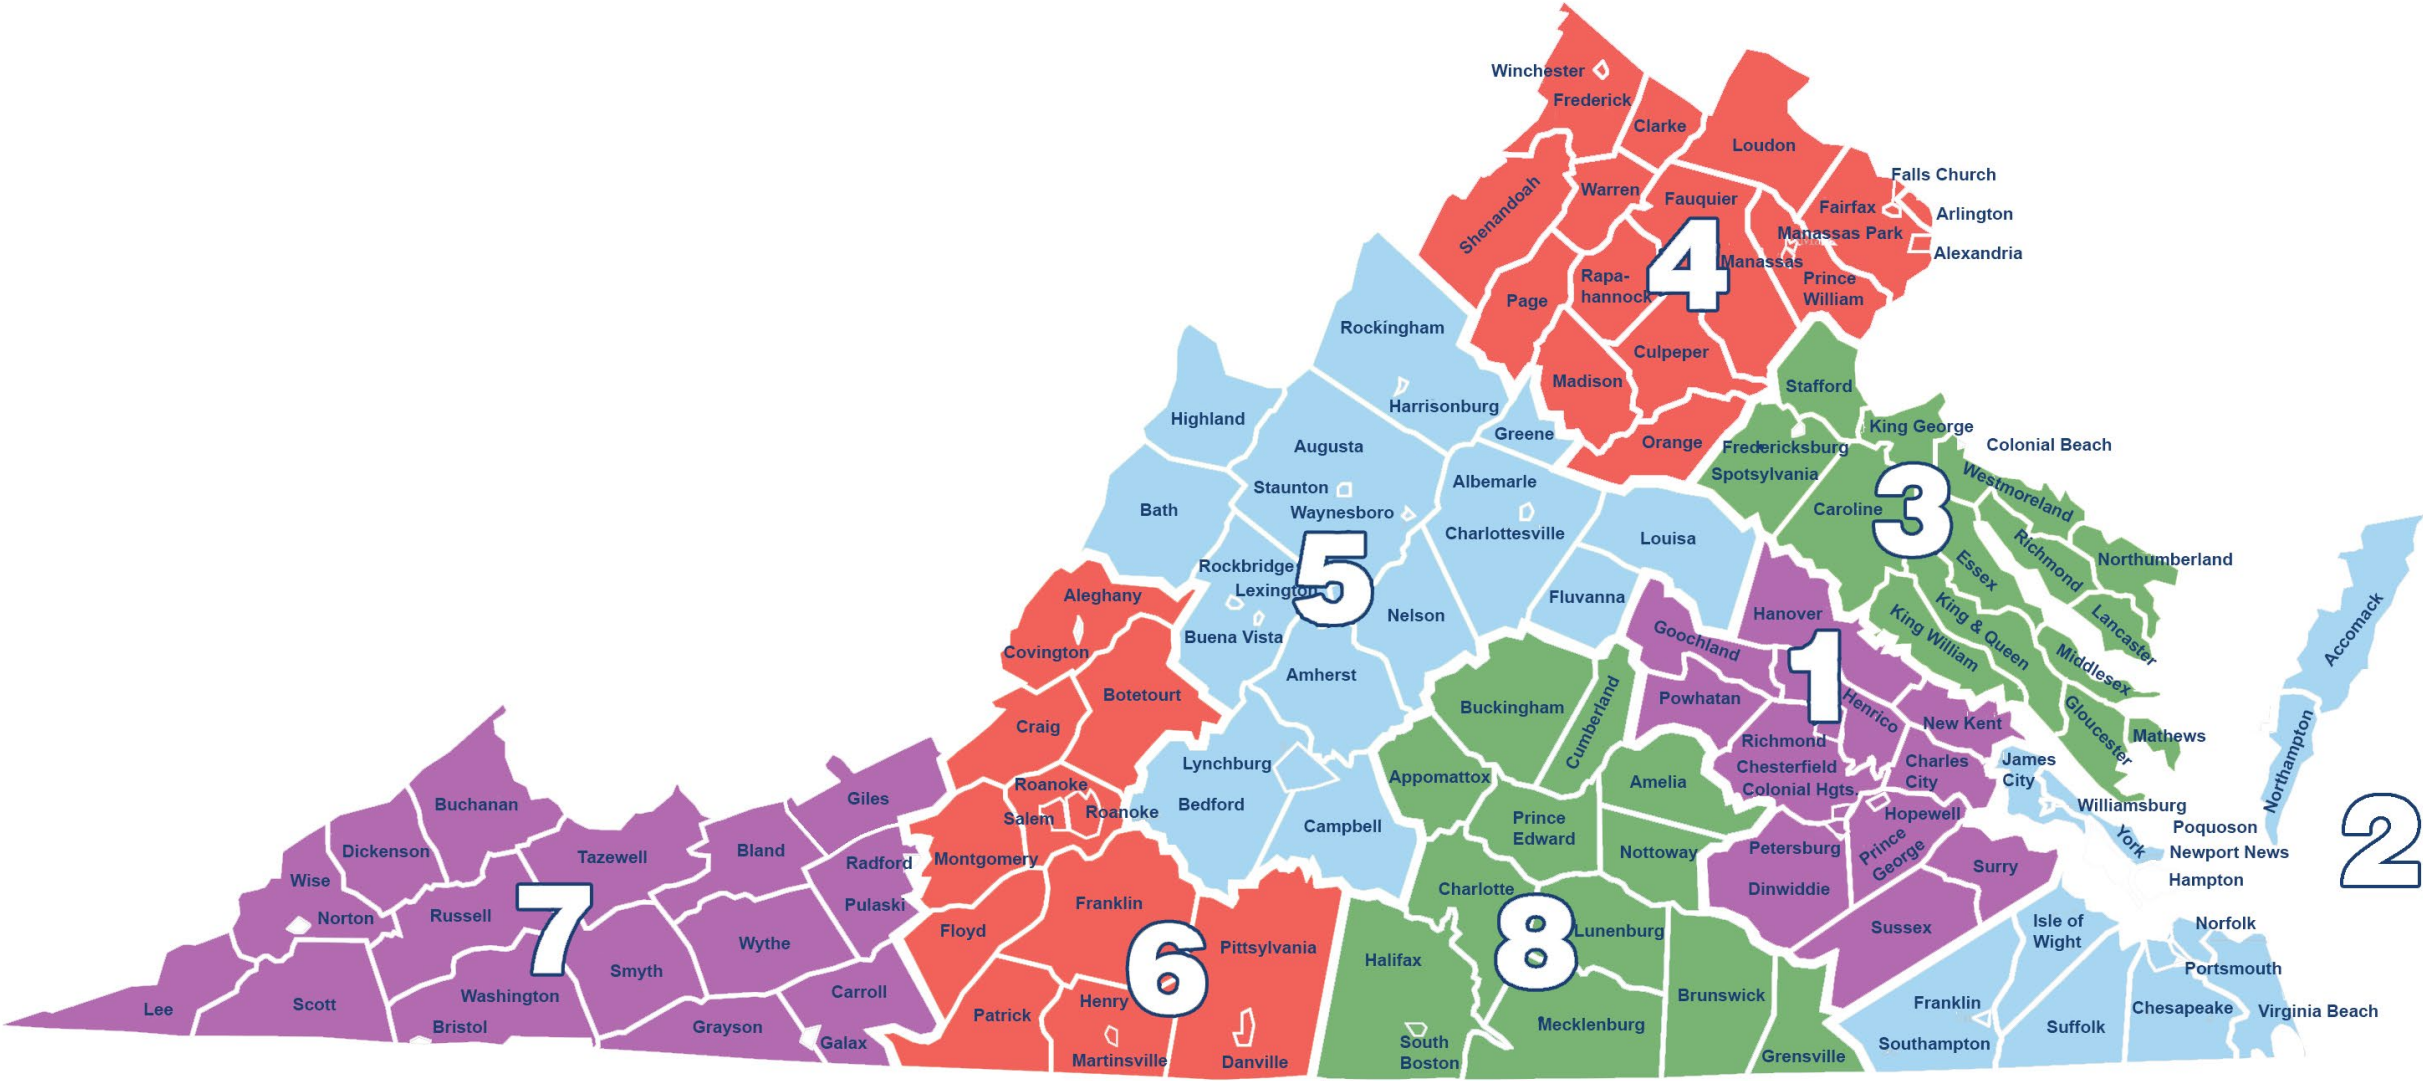 Winchester
Frederick
Clarke
Loudon
Falls Church
Shenandoah
Warren
Fauquier
Fairfax
Arlington
Manassas Park
Alexandria
4
Manassas
Rapa-
hannock
Prince
William
Page
Culpeper
Madison
Orange
Rockingham
Harrisonburg
Greene
Highland
Augusta
Staunton
Waynesboro
Albemarle
Charlottesville
Louisa
Bath
5
Rockbridge
Lexington
Buena Vista
Nelson
Fluvanna
Amherst
Lynchburg
Bedford
Campbell
Stafford
King George
Colonial Beach
Fredericksburg
Spotsylvania
Westmoreland
Caroline
3
Richmond
Northumberland
Essex
Lancaster
King & Queen
King William
Middlesex
Gloucester
Mathews
Hanover
Goochland
1
Powhatan
Henrico
New Kent
Richmond
Chesterfield
Colonial Hgts.
Charles
City
Hopewell
Petersburg
Prince
George
Dinwiddie
Surry
Sussex
Accomack
Northampton
2
James
City
Williamsburg
York
Poquoson
Newport News
Hampton
Norfolk
Isle of
Wight
Portsmouth
Franklin
Chesapeake
Virginia Beach
Suffolk
Southampton
Aleghany
Covington
Botetourt
Craig
Roanoke
Salem
Roanoke
Montgomery
Franklin
Floyd
6
Pittsylvania
Patrick
Henry
Martinsville
Danville
Buchanan
Giles
Dickenson
Tazewell
Bland
Radford
Wise
Norton
Russell
7
Pulaski
Wythe
Smyth
Lee
Scott
Washington
Bristol
Carroll
Grayson
Galax
Buckingham
Cumberland
Appomattox
Amelia
Prince
Edward
Nottoway
Charlotte
8
Lunenburg
Halifax
Brunswick
Mecklenburg
South
Boston
Grensville